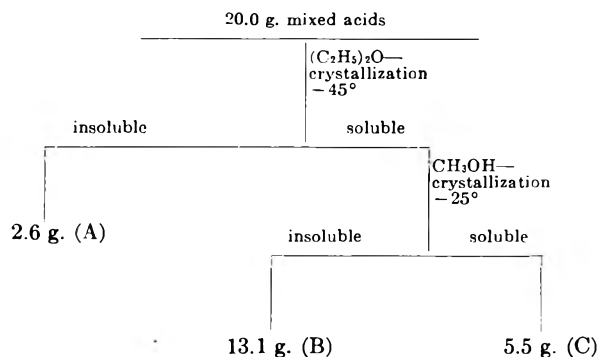 20.0 g. mixed acids
(C₂H₅)₂O—
crystallization
−45°
insoluble
soluble
CH₃OH—
crystallization
−25°
2.6 g. (A)
insoluble
soluble
13.1 g. (B)
5.5 g. (C)